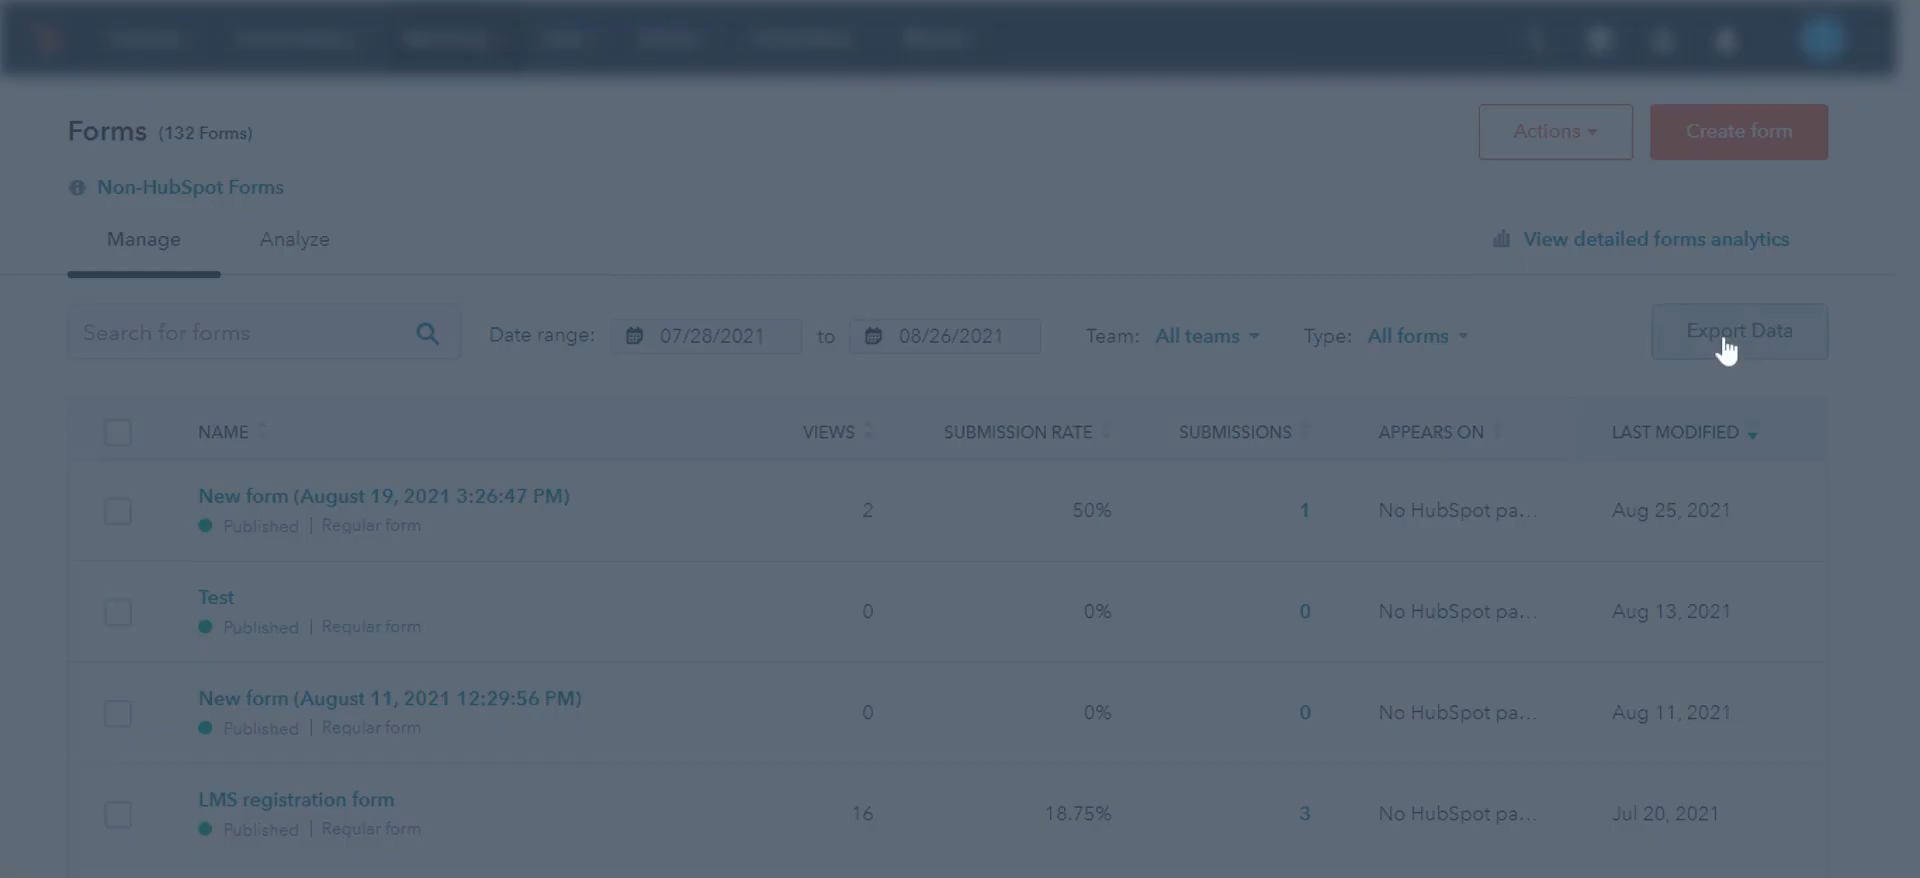 Forms (132 Forms)
Actions
Create form
Non-HubSpot Forms
Manage
Analyze
View detailed forms analytics
Search for forms
Date range: 07/28/2021 to 08/26/2021
Team: All teams
Type: All forms
Export Data
NAME VIEWS SUBMISSION RATE SUBMISSIONS APPEARS ON LAST MODIFIED
New form (August 19, 2021 3:26:47 PM)
Published | Regular form
2 50% 1 No HubSpot pa... Aug 25, 2021
Test
Published | Regular form
0 0% 0 No HubSpot pa... Aug 13, 2021
New form (August 11, 2021 12:29:56 PM)
Published | Regular form
0 0% 0 No HubSpot pa... Aug 11, 2021
LMS registration form
Published | Regular form
16 18.75% 3 No HubSpot pa... Jul 20, 2021